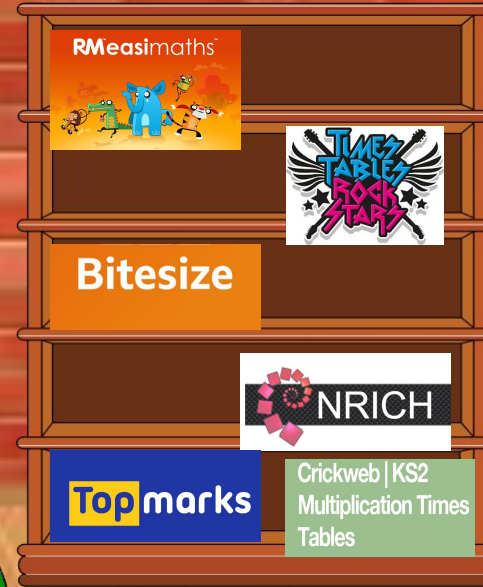 RM easimaths
TIMES
TABLES
ROCK
STARS
Bitesize
NRICH
Topmarks
Crickweb | KS2
Multiplication Times
Tables